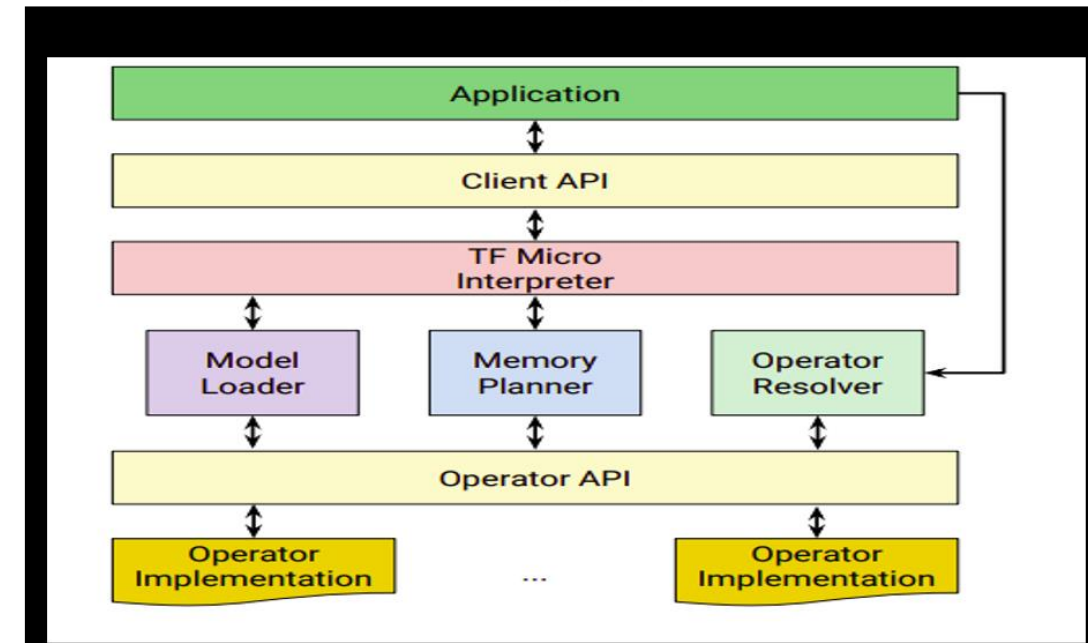 Application
Client API
TF Micro
Interpreter
Model
Loader
Memory
Planner
Operator
Resolver
Operator API
Operator
Implementation
...
Operator
Implementation